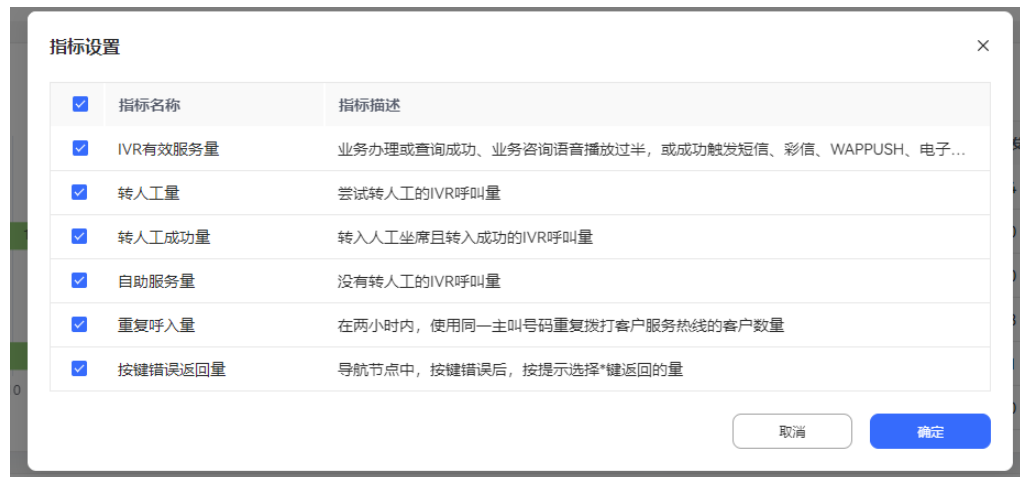 指标设置
指标名称 指标描述
IVR有效服务量 业务办理或查询成功、业务咨询语音播放过半，或成功触发短信、彩信、WAPPUSH、电子...
转人工量 尝试转人工的IVR呼叫量
转人工成功量 转入人工坐席且转入成功的IVR呼叫量
自助服务量 没有转人工的IVR呼叫量
重复呼入量 在两小时内，使用同一主叫号码重复拨打客户服务热线的客户数量
按键错误返回量 导航节点中，按键错误后，按提示选择*键返回的量
0
取消 确定